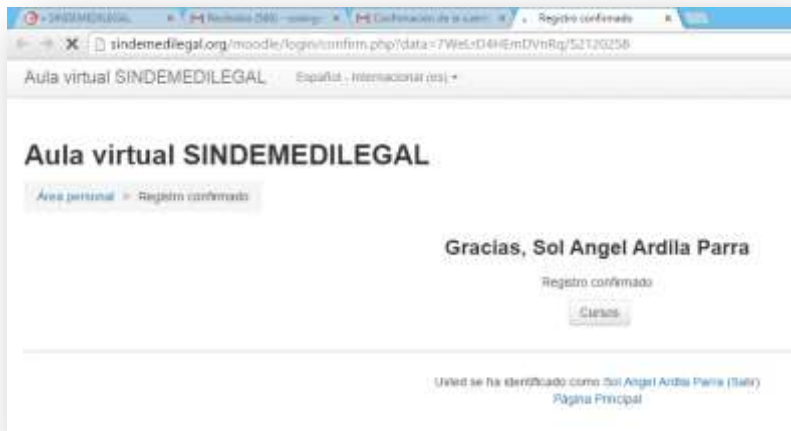 SINDEMEDILEGAL
Registro confirmado
sindemedilegal.org/moodle/login/confirm.php?data=
Aula virtual SINDEMEDILEGAL Español - Internacional (es)
Aula virtual SINDEMEDILEGAL
Área personal Registro confirmado
Gracias, Sol Angel Ardila Parra
Registro confirmado
Cursos
Usted se ha identificado como Sol Angel Ardila Parra (Salir)
Página Principal